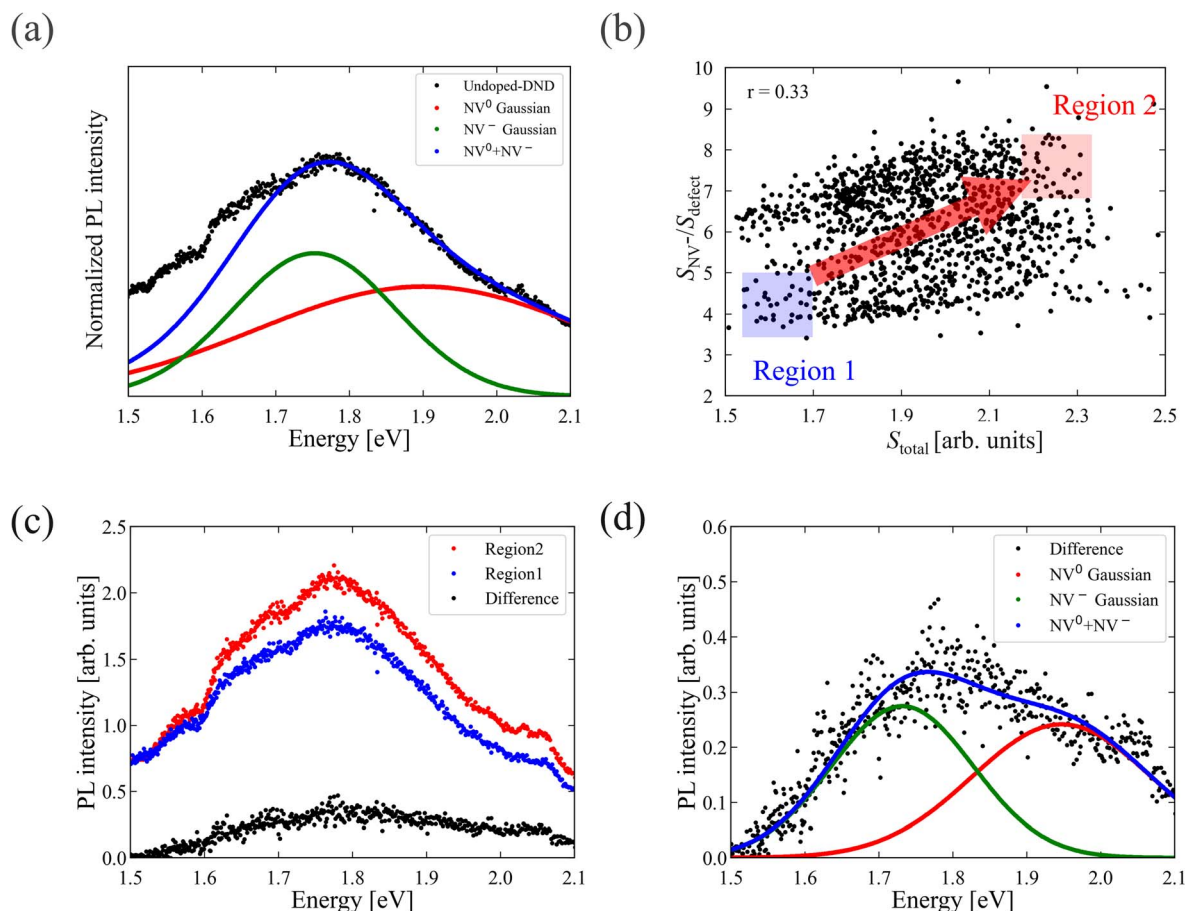 (a)
Normalized PL intensity
Undoped-DND
NV⁰ Gaussian
NV⁻ Gaussian
NV⁰+NV⁻
1.5 1.6 1.7 1.8 1.9 2.0 2.1
Energy [eV]
(b)
S_NV⁻/S_defect
10
9
8
7
6
5
4
3
2
r = 0.33
Region 2
Region 1
1.5 1.7 1.9 2.1 2.3 2.5
S_total [arb. units]
(c)
PL intensity [arb. units]
2.5
2.0
1.5
1.0
0.5
0.0
Region2
Region1
Difference
1.5 1.6 1.7 1.8 1.9 2.0 2.1
Energy [eV]
(d)
PL intensity [arb. units]
0.6
0.5
0.4
0.3
0.2
0.1
0.0
Difference
NV⁰ Gaussian
NV⁻ Gaussian
NV⁰+NV⁻
1.5 1.6 1.7 1.8 1.9 2.0 2.1
Energy [eV]